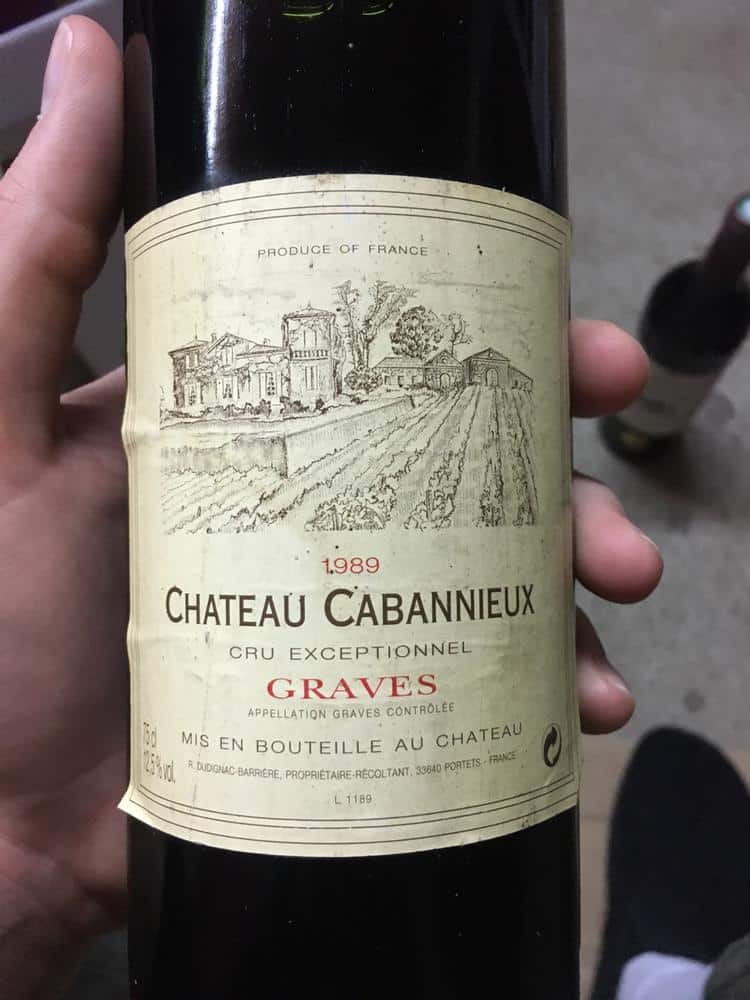 PRODUCE OF FRANCE
1989
CHATEAU CABANNIEUX
CRU EXCEPTIONNEL
GRAVES
APPELLATION GRAVES CONTRÔLÉE
MIS EN BOUTEILLE AU CHATEAU
75 cl
12,5 % vol.
R. DUDIGNAC-BARRIÈRE, PROPRIÉTAIRE-RÉCOLTANT, 33640 PORTETS - FRANCE
L 1189